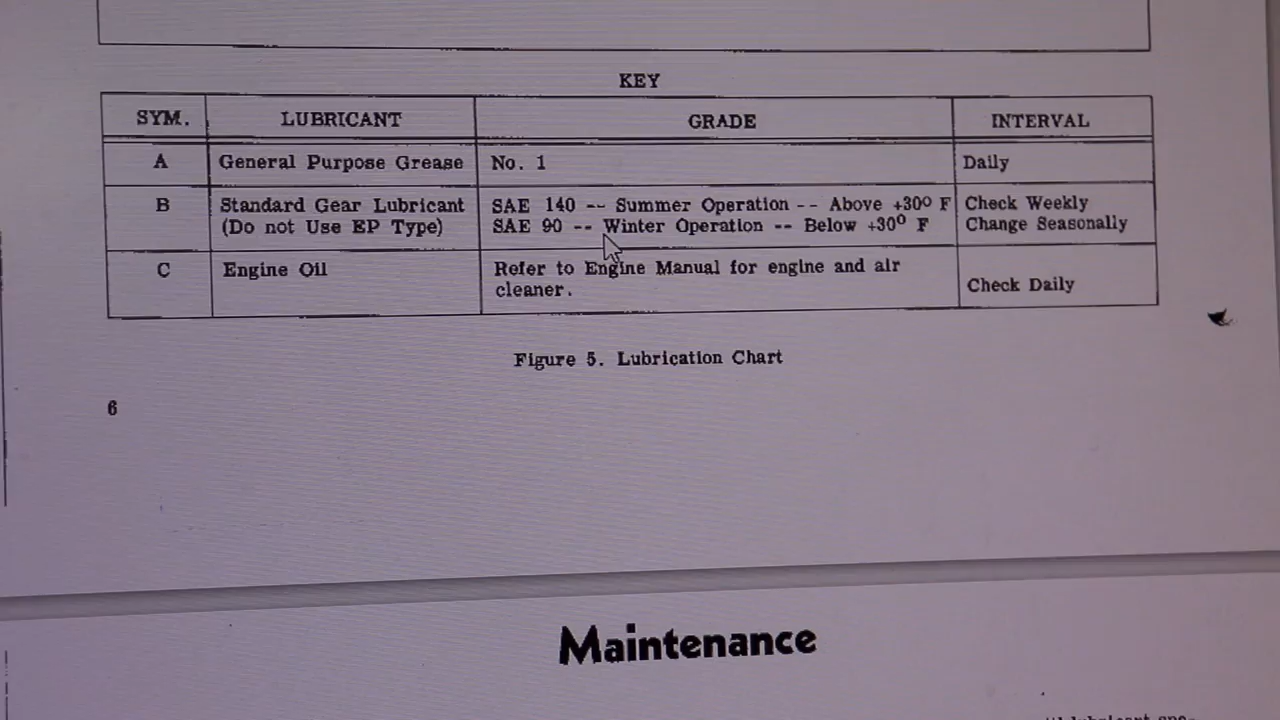 KEY
SYM. LUBRICANT GRADE INTERVAL
A General Purpose Grease No. 1 Daily
B Standard Gear Lubricant SAE 140 -- Summer Operation -- Above +30° F Check Weekly
(Do not Use EP Type) SAE 90 -- Winter Operation -- Below +30° F Change Seasonally
C Engine Oil Refer to Engine Manual for engine and air
cleaner. Check Daily
Figure 5. Lubrication Chart
6
Maintenance